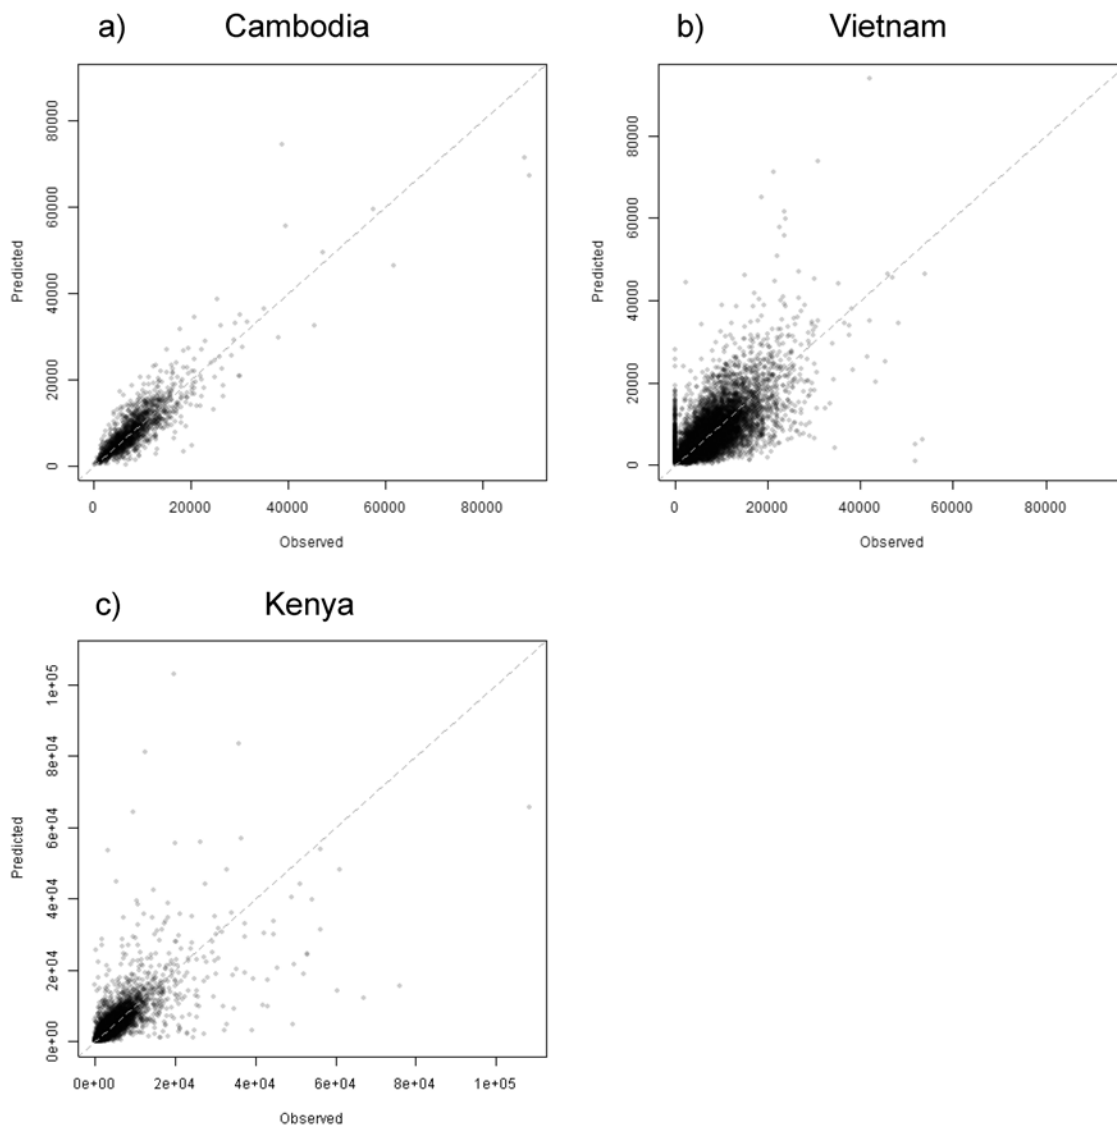 a) Cambodia
b) Vietnam
Predicted
80000
60000
40000
20000
0
0 20000 40000 60000 80000
Observed
Predicted
80000
60000
40000
20000
0
0 20000 40000 60000 80000
Observed
c) Kenya
Predicted
1e+05
8e+04
6e+04
4e+04
2e+04
0e+00
0e+00 2e+04 4e+04 6e+04 8e+04 1e+05
Observed